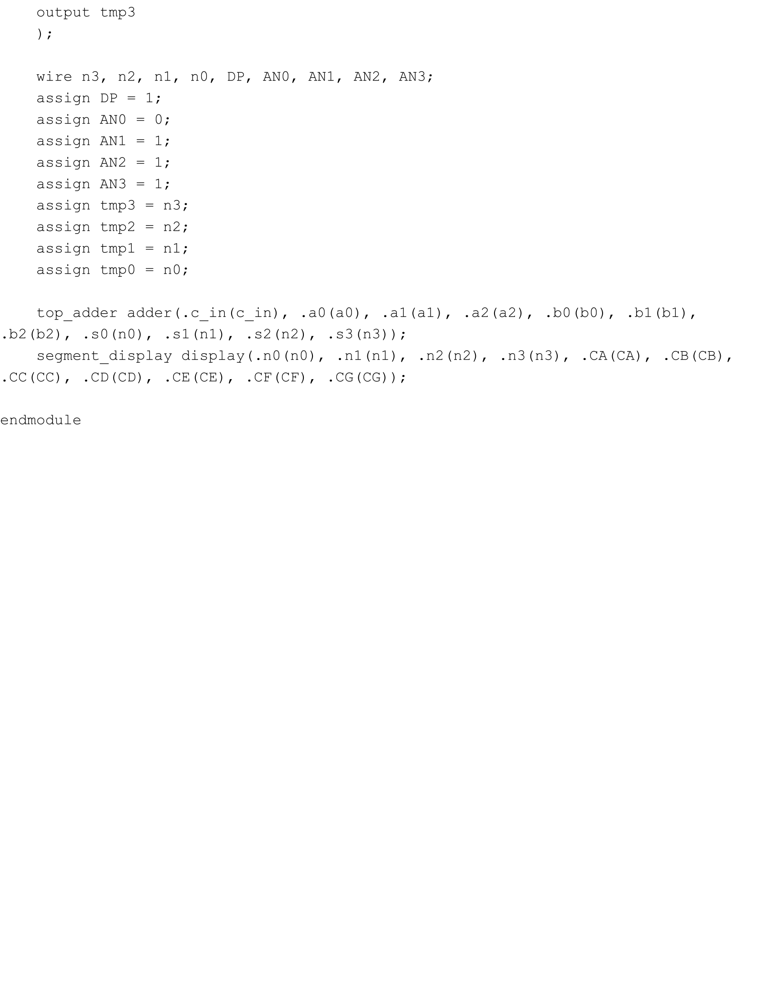 output tmp3
);
wire n3, n2, n1, n0, DP, AN0, AN1, AN2, AN3;
assign DP = 1;
assign AN0 = 0;
assign AN1 = 1;
assign AN2 = 1;
assign AN3 = 1;
assign tmp3 = n3;
assign tmp2 = n2;
assign tmp1 = n1;
assign tmp0 = n0;
top_adder adder(.c_in(c_in), .a0(a0), .a1(a1), .a2(a2), .b0(b0), .b1(b1),
.b2(b2), .s0(n0), .s1(n1), .s2(n2), .s3(n3));
segment_display display(.n0(n0), .n1(n1), .n2(n2), .n3(n3), .CA(CA), .CB(CB),
.CC(CC), .CD(CD), .CE(CE), .CF(CF), .CG(CG));
endmodule